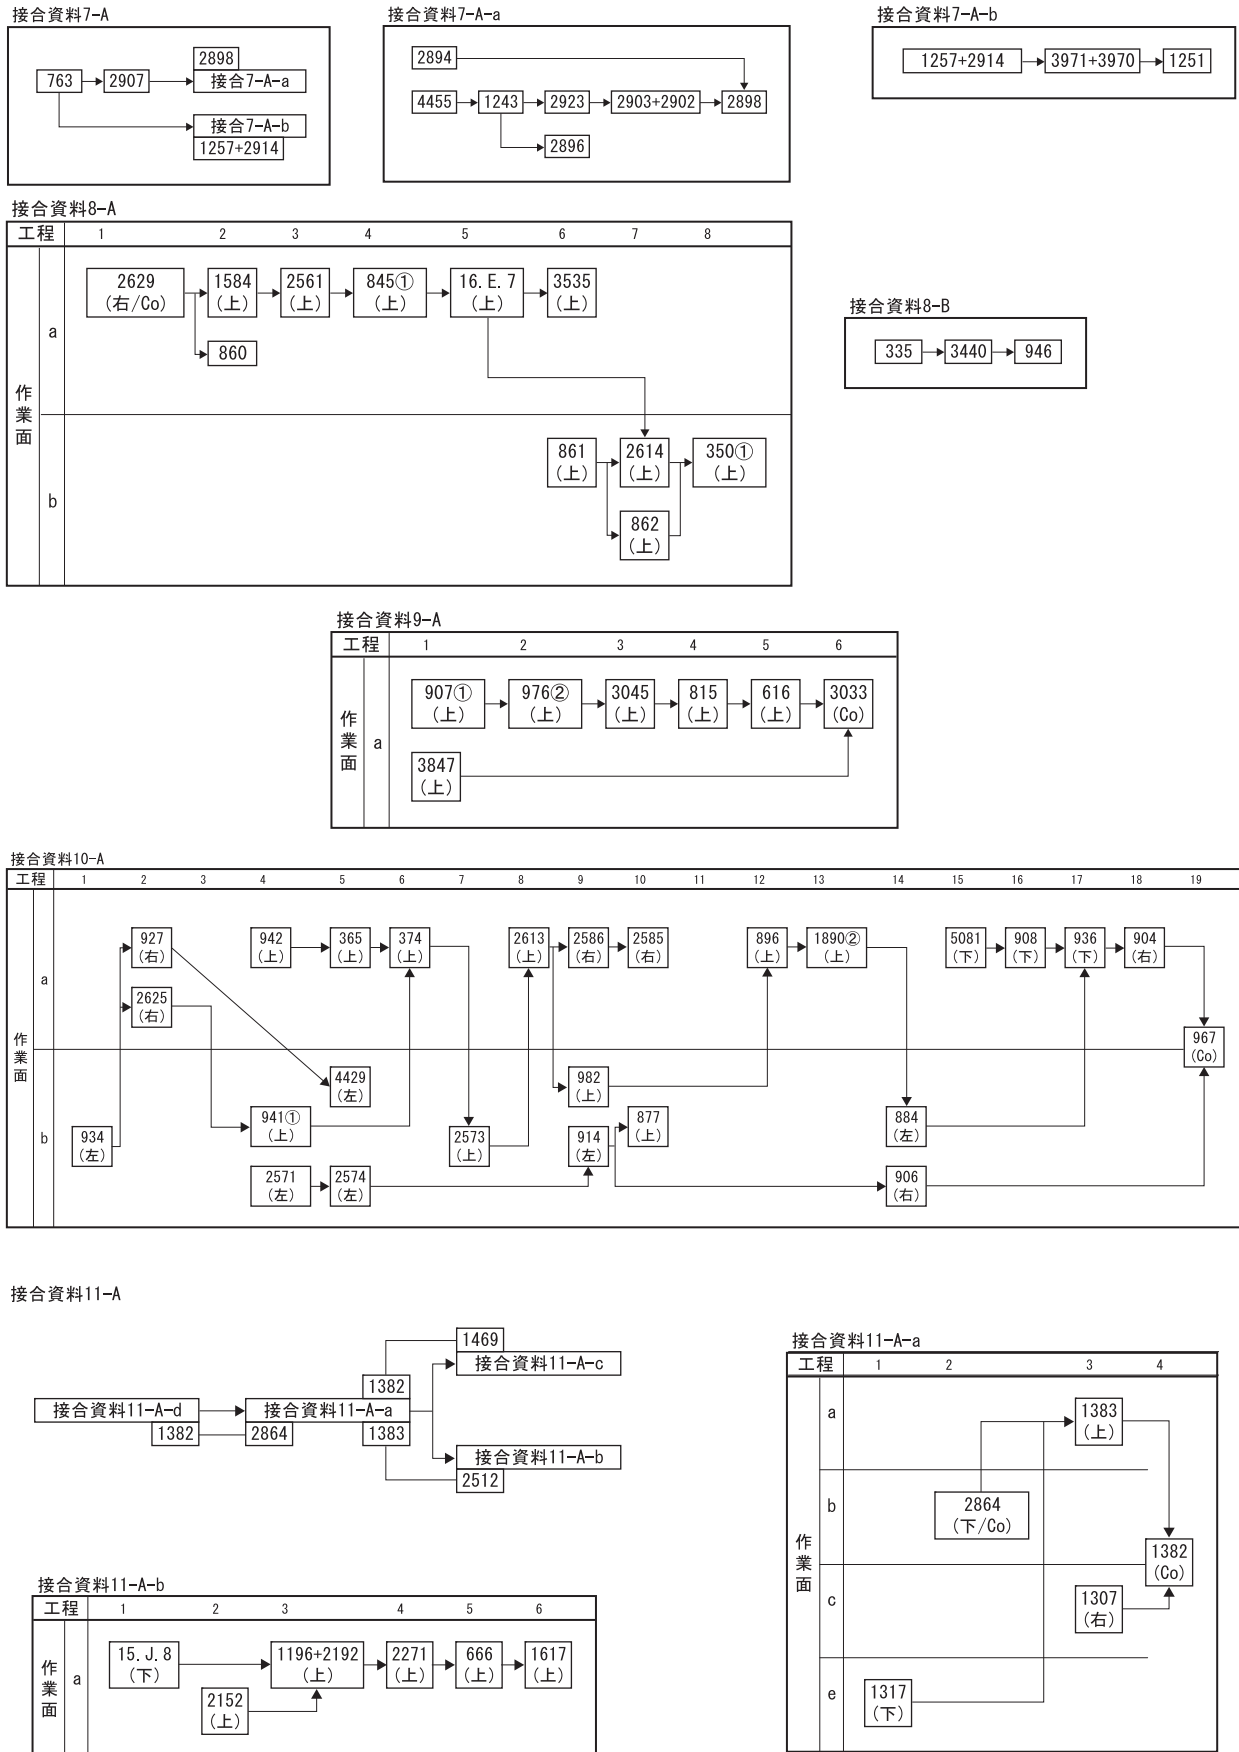 接合資料7-A
763
2907
2898
接合7-A-a
接合7-A-b
1257+2914
接合資料7-A-a
2894
4455
1243
2923
2903+2902
2898
2896
接合資料7-A-b
1257+2914
3971+3970
1251
接合資料8-A
工程 1 2 3 4 5 6 7 8
作業面
a
2629
(右/Co)
1584
(上)
2561
(上)
845①
(上)
16.E.7
(上)
3535
(上)
860
b
861
(上)
2614
(上)
350①
(上)
862
(上)
接合資料8-B
335
3440
946
接合資料9-A
工程 1 2 3 4 5 6
作業面
a
907①
(上)
976②
(上)
3045
(上)
815
(上)
616
(上)
3033
(Co)
3847
(上)
接合資料10-A
工程 1 2 3 4 5 6 7 8 9 10 11 12 13 14 15 16 17 18 19
作業面
a
927
(右)
942
(上)
365
(上)
374
(上)
2613
(上)
2586
(右)
2585
(右)
896
(上)
1890②
(上)
5081
(下)
908
(下)
936
(下)
904
(右)
2625
(右)
967
(Co)
b
4429
(左)
982
(上)
934
(左)
941①
(上)
2573
(上)
914
(左)
877
(上)
884
(左)
2571
(左)
2574
(左)
906
(右)
接合資料11-A
1469
接合資料11-A-c
1382
接合資料11-A-d
接合資料11-A-a
1382
2864
1383
接合資料11-A-b
2512
接合資料11-A-a
工程 1 2 3 4
作業面
a
1383
(上)
b
2864
(下/Co)
1382
(Co)
c
1307
(右)
e
1317
(下)
接合資料11-A-b
工程 1 2 3 4 5 6
作業面
a
15.J.8
(下)
1196+2192
(上)
2271
(上)
666
(上)
1617
(上)
2152
(上)